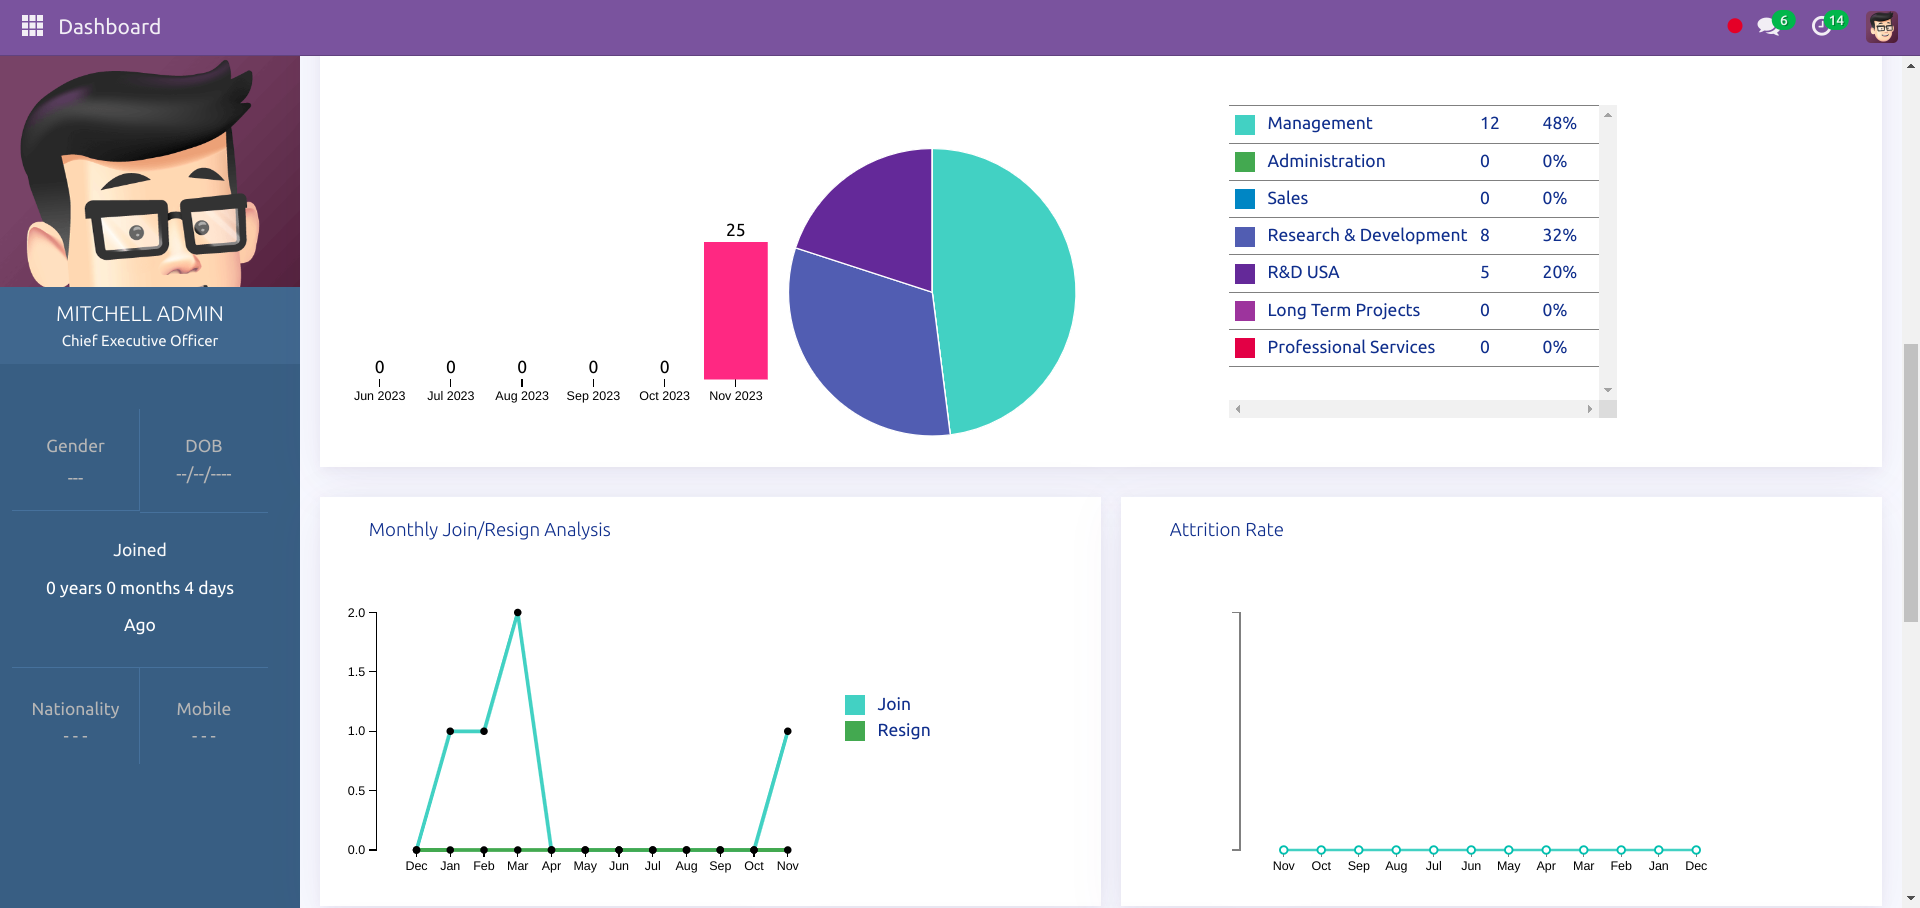 Dashboard
6
14
MITCHELL ADMIN
Chief Executive Officer
Gender
---
DOB
--/--/----
Joined
0 years 0 months 4 days
Ago
Nationality
- - -
Mobile
- - -
25
0 0 0 0 0
Jun 2023 Jul 2023 Aug 2023 Sep 2023 Oct 2023 Nov 2023
Management 12 48%
Administration 0 0%
Sales 0 0%
Research & Development 8 32%
R&D USA 5 20%
Long Term Projects 0 0%
Professional Services 0 0%
Monthly Join/Resign Analysis
2.0
1.5
1.0
0.5
0.0
Dec Jan Feb Mar Apr May Jun Jul Aug Sep Oct Nov
Join
Resign
Attrition Rate
Nov Oct Sep Aug Jul Jun May Apr Mar Feb Jan Dec